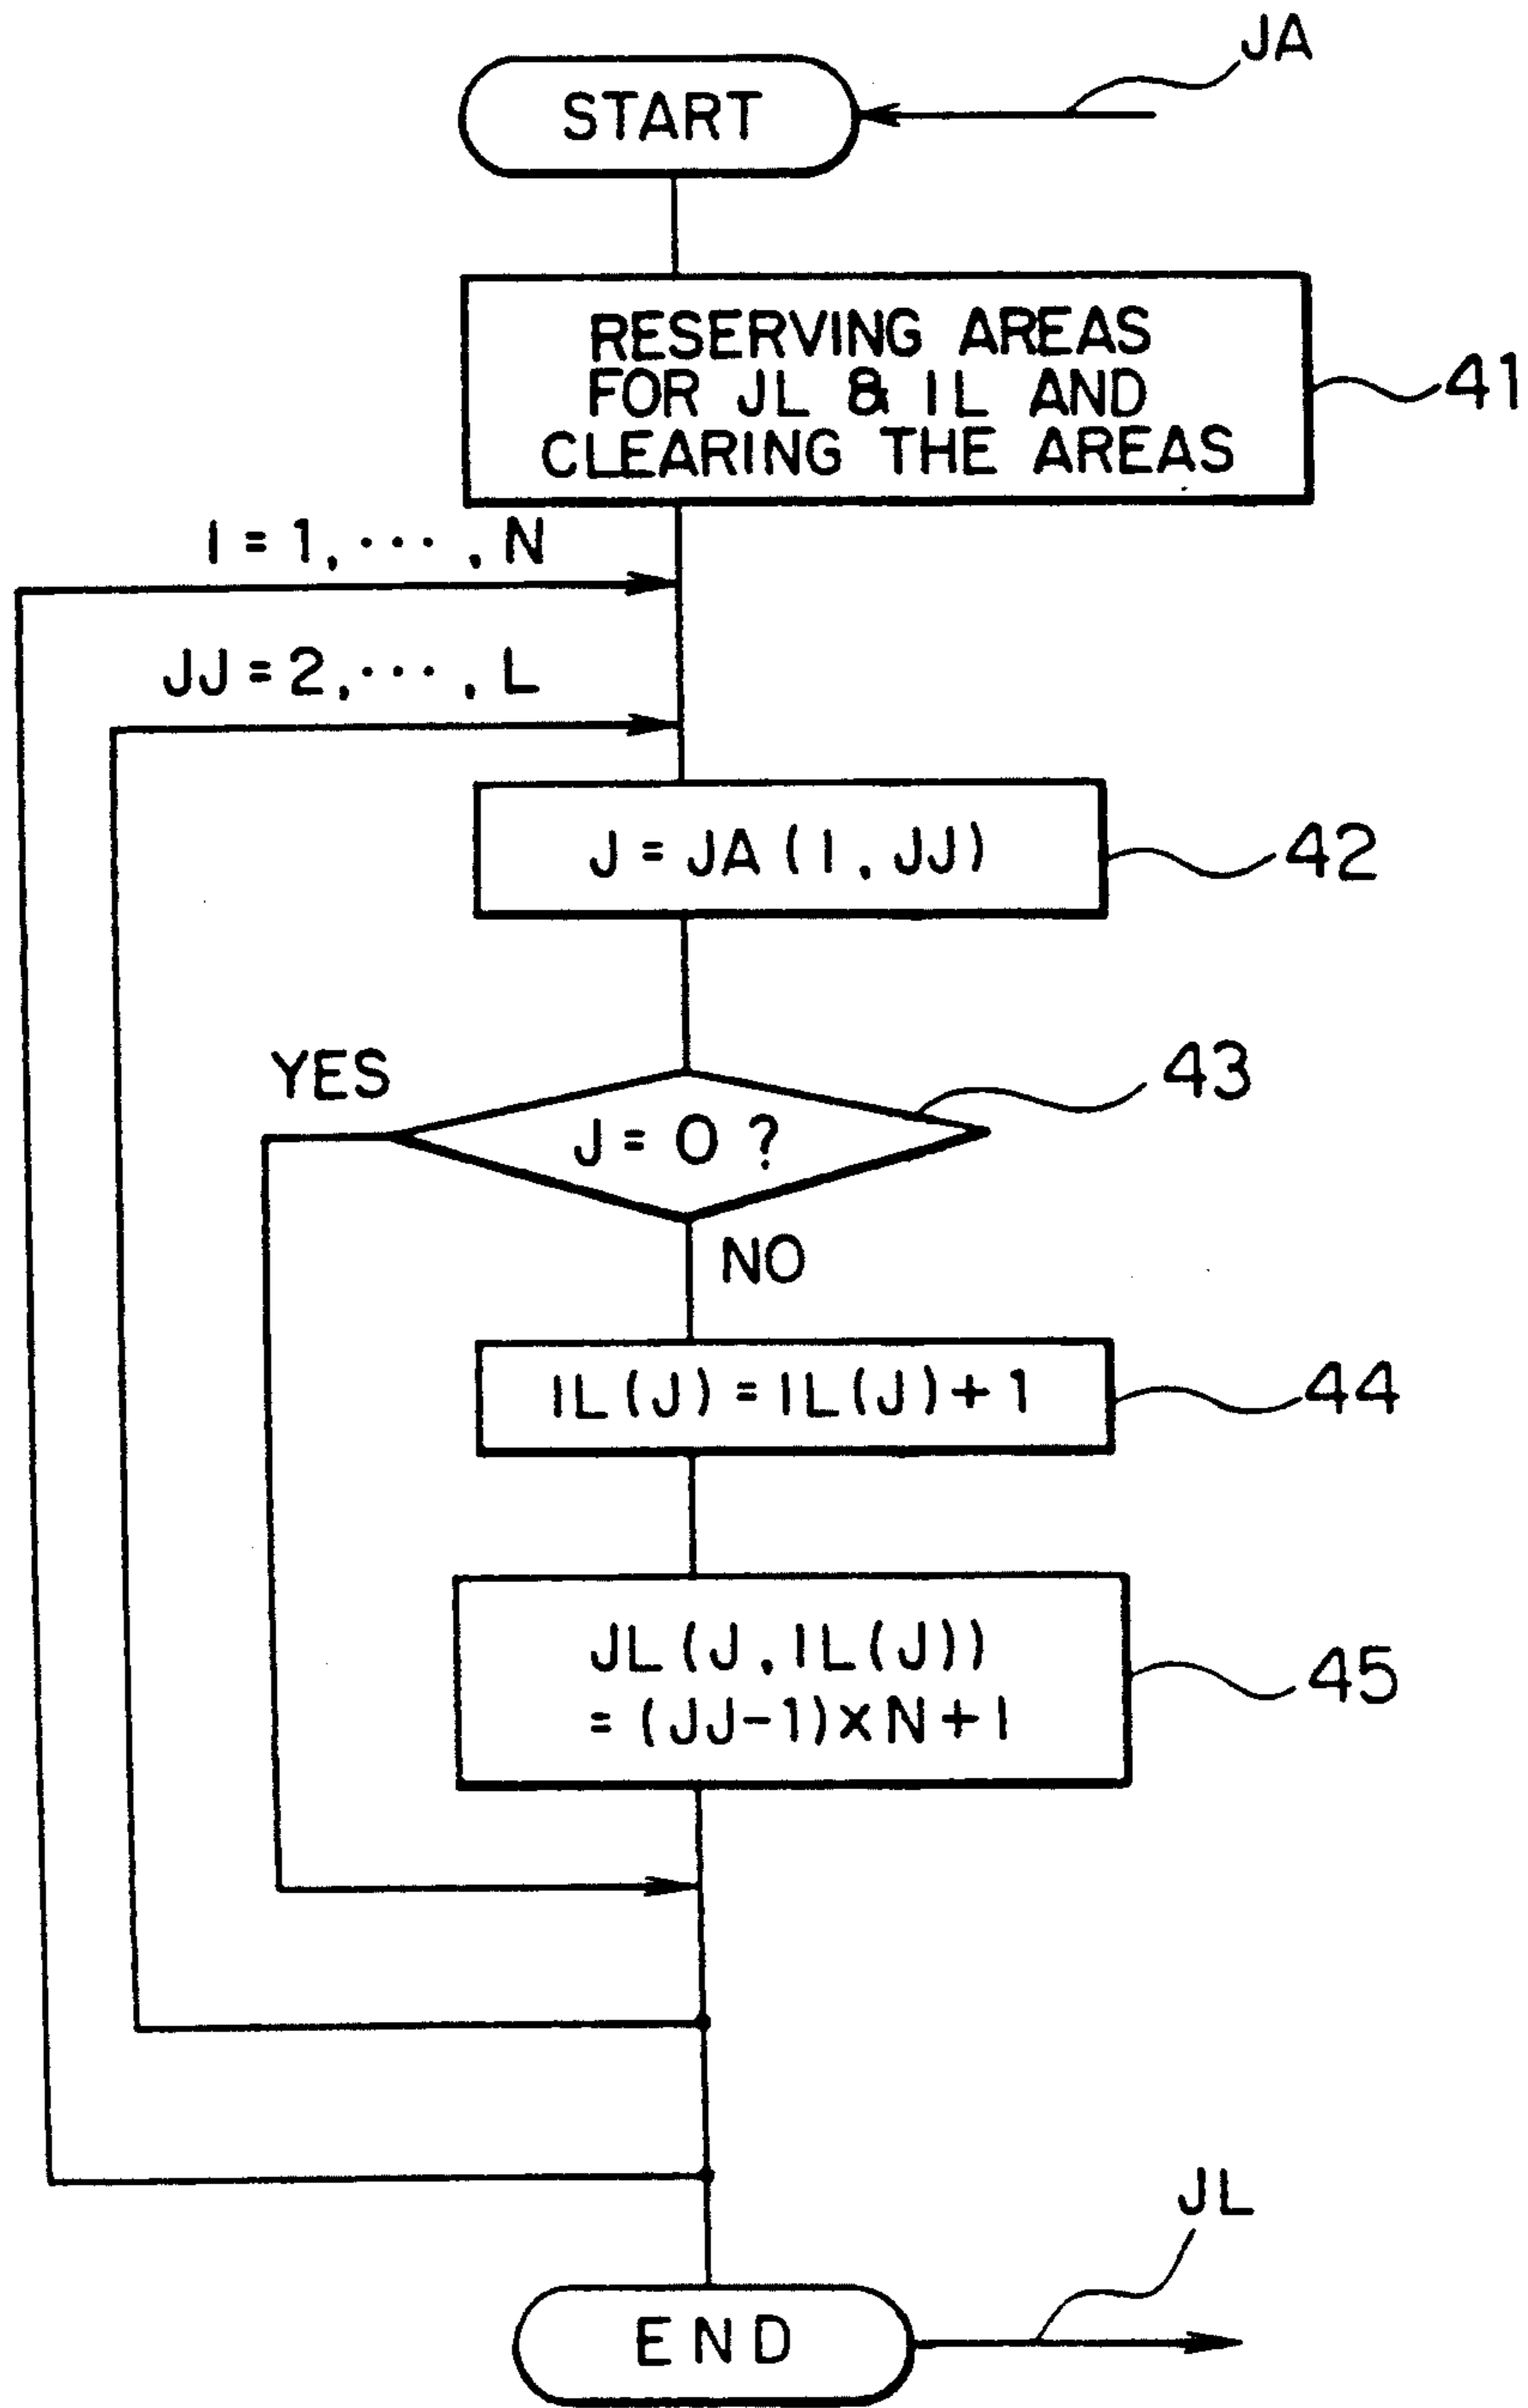 JA
START
RESERVING AREAS
FOR JL & IL AND
CLEARING THE AREAS
41
I = 1, ··· , N
JJ = 2, ··· , L
J = JA (I, JJ)
42
YES
43
J = 0 ?
NO
IL(J) = IL(J) + 1
44
JL (J, IL(J))
= (JJ-1)×N+I
45
JL
END